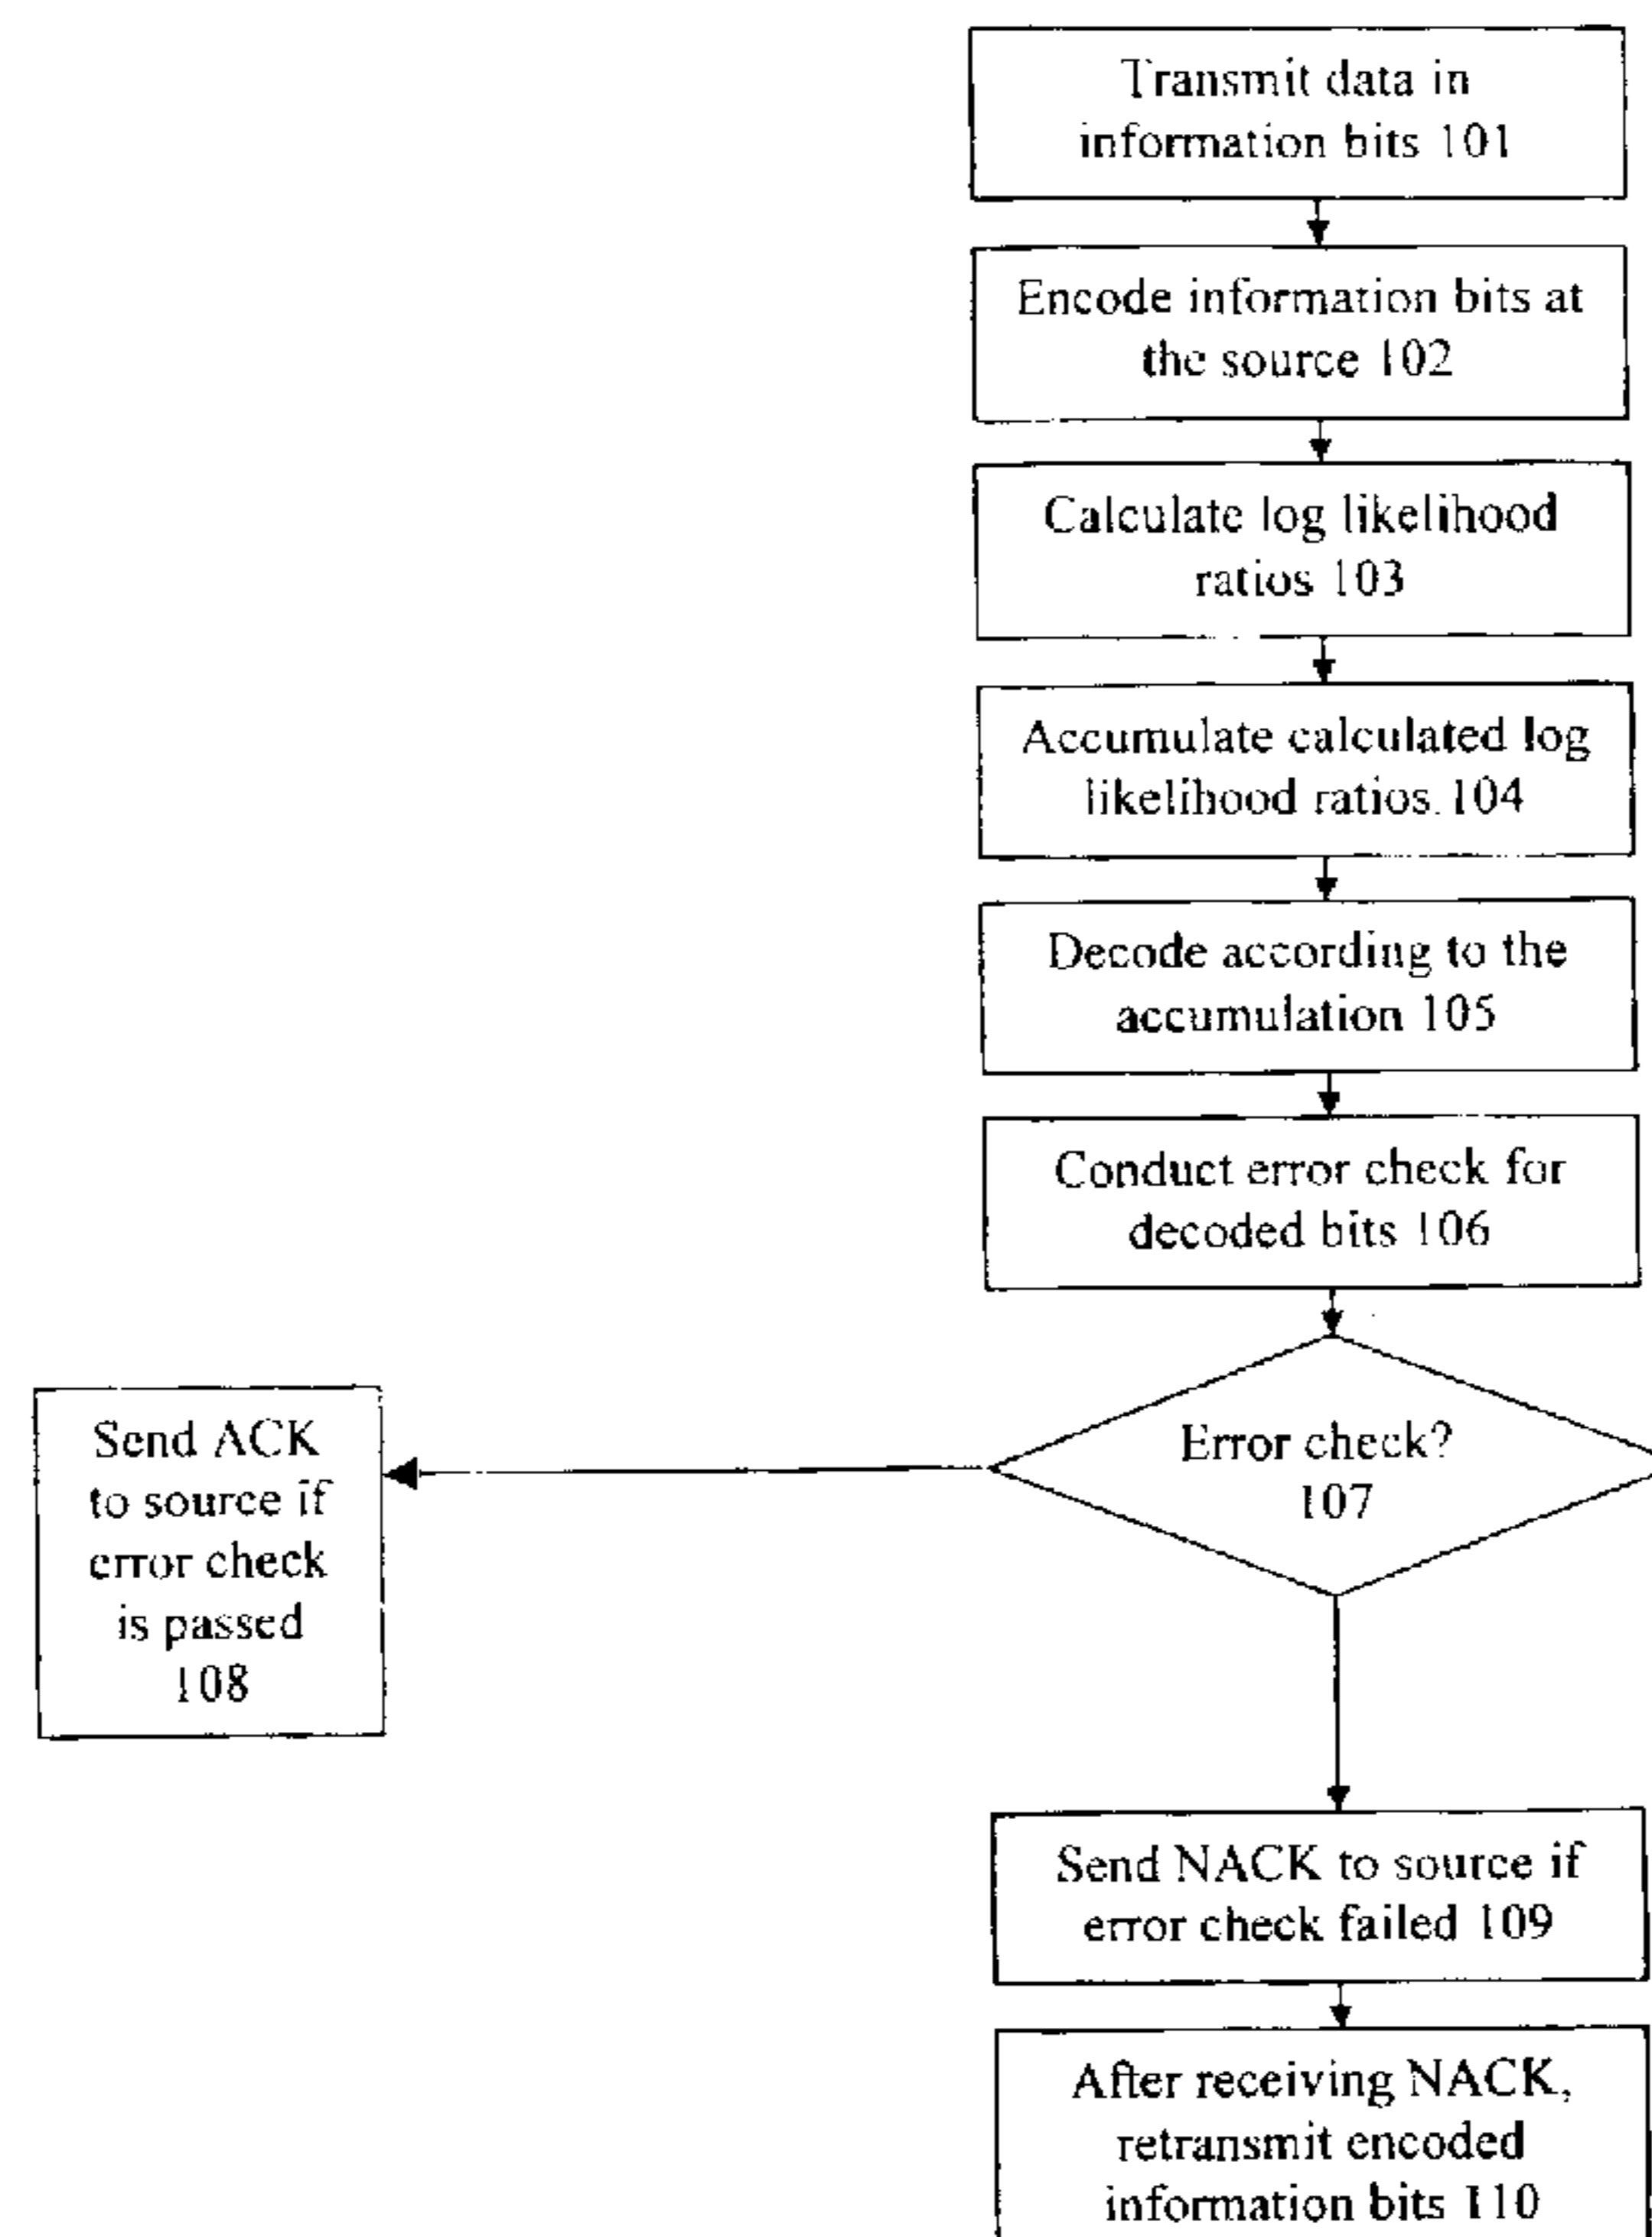 Transmit data in
information bits 101
Encode information bits at
the source 102
Calculate log likelihood
ratios 103
Accumulate calculated log
likelihood ratios 104
Decode according to the
accumulation 105
Conduct error check for
decoded bits 106
Error check?
107
Send ACK
to source if
error check
is passed
108
Send NACK to source if
error check failed 109
After receiving NACK,
retransmit encoded
information bits 110